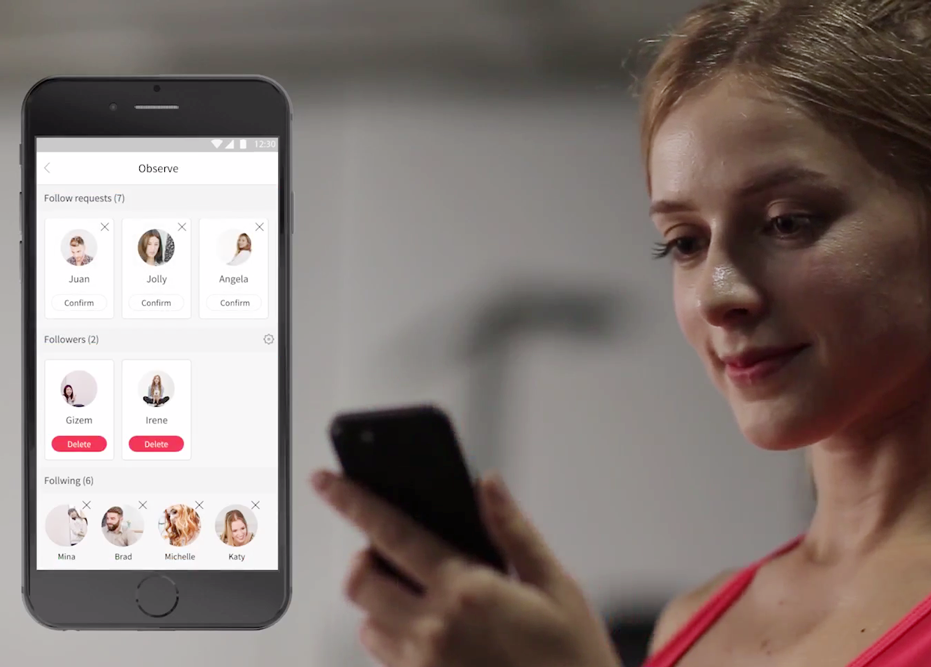 12:30
Observe
Follow requests (7)
Juan Jolly Angela
Confirm Confirm Confirm
Followers (2)
Gizem Irene
Delete Delete
Follwing (6)
Mina Brad Michelle Katy